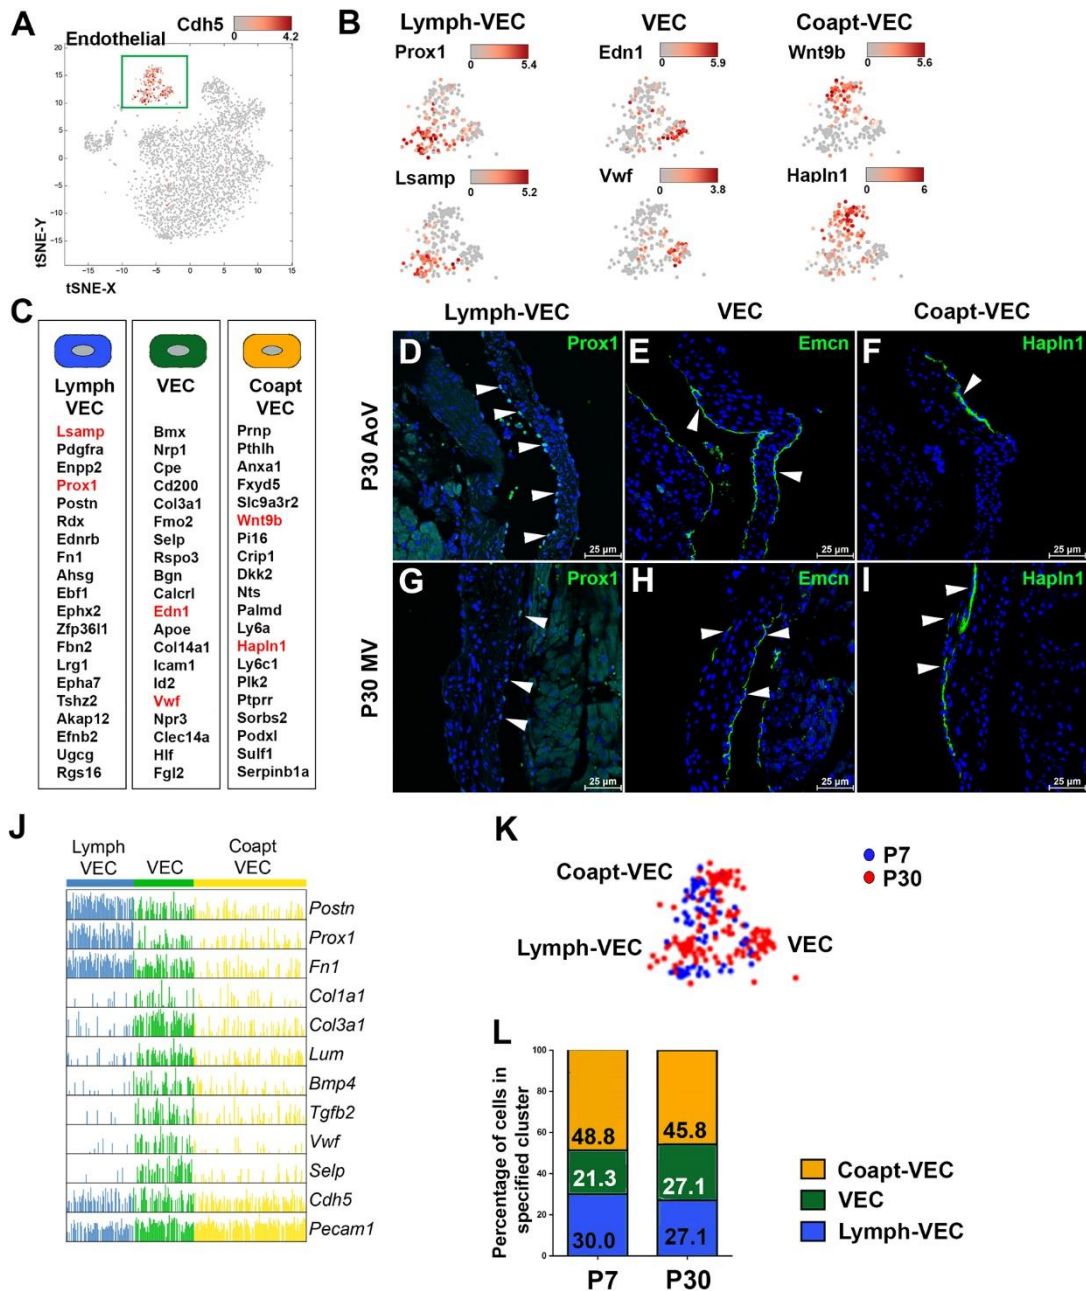 A
Endothelial
Cdh5
0 4.2
20
15
10
5
0
−5
−10
−15
−15 −10 −5 0 5 10 15
tSNE-Y
tSNE-X
B
Lymph-VEC VEC Coapt-VEC
Prox1 Edn1 Wnt9b
0 5.4 0 5.9 0 5.6
Lsamp Vwf Hapln1
0 5.2 0 3.8 0 6
C
Lymph
VEC
Lsamp
Pdgfra
Enpp2
Prox1
Postn
Rdx
Ednrb
Fn1
Ahsg
Ebf1
Ephx2
Zfp36l1
Fbn2
Lrg1
Epha7
Tshz2
Akap12
Efnb2
Ugcg
Rgs16
VEC
Bmx
Nrp1
Cpe
Cd200
Col3a1
Fmo2
Selp
Rspo3
Bgn
Calcrl
Edn1
Apoe
Col14a1
Icam1
Id2
Vwf
Npr3
Clec14a
Hlf
Fgl2
Coapt
VEC
Prnp
Pthlh
Anxa1
Fxyd5
Slc9a3r2
Wnt9b
Pi16
Crip1
Dkk2
Nts
Palmd
Ly6a
Hapln1
Ly6c1
Plk2
Ptprr
Sorbs2
Podxl
Sulf1
Serpinb1a
Lymph-VEC VEC Coapt-VEC
P30 AoV
D Prox1
25 µm
E Emcn
25 µm
F Hapln1
25 µm
P30 MV
G Prox1
25 µm
H Emcn
25 µm
I Hapln1
25 µm
J
Lymph
VEC
VEC
Coapt
VEC
Postn
Prox1
Fn1
Col1a1
Col3a1
Lum
Bmp4
Tgfb2
Vwf
Selp
Cdh5
Pecam1
K
Coapt-VEC
Lymph-VEC
VEC
P7
P30
L
Percentage of cells in
specified cluster
100
80
60
40
20
0
48.8 45.8
21.3 27.1
30.0 27.1
P7 P30
Coapt-VEC
VEC
Lymph-VEC